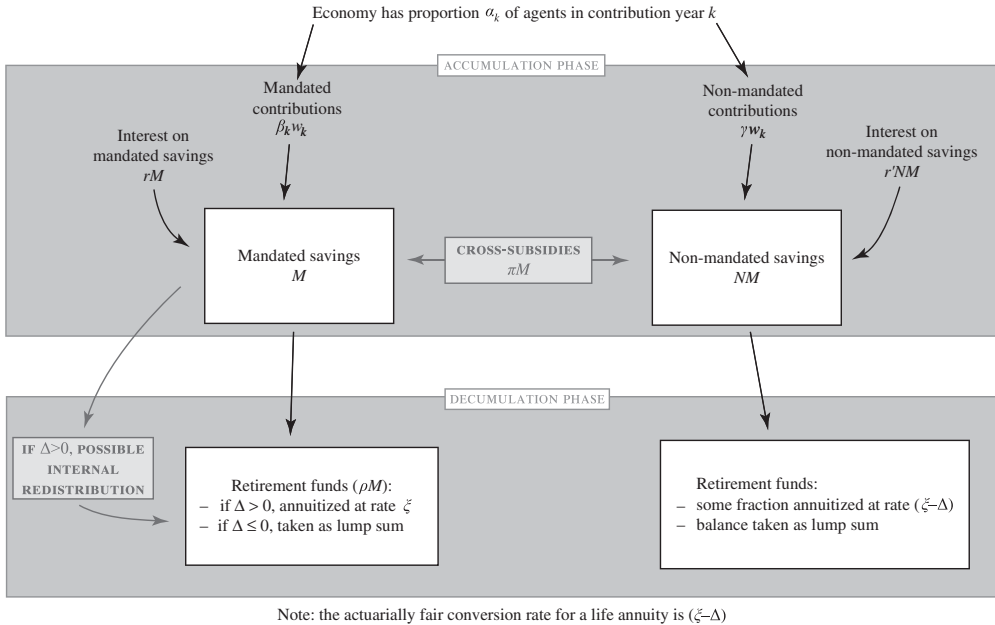 Economy has proportion αₖ of agents in contribution year k
ACCUMULATION PHASE
Mandated
contributions
βₖwₖ
Non-mandated
contributions
γwₖ
Interest on
mandated savings
rM
Interest on
non-mandated savings
r'NM
Mandated savings
M
CROSS-SUBSIDIES
πM
Non-mandated savings
NM
DECUMULATION PHASE
IF Δ>0, POSSIBLE
INTERNAL
REDISTRIBUTION
Retirement funds (ρM):
– if Δ > 0, annuitized at rate ξ
– if Δ ≤ 0, taken as lump sum
Retirement funds:
– some fraction annuitized at rate (ξ–Δ)
– balance taken as lump sum
Note: the actuarially fair conversion rate for a life annuity is (ξ–Δ)